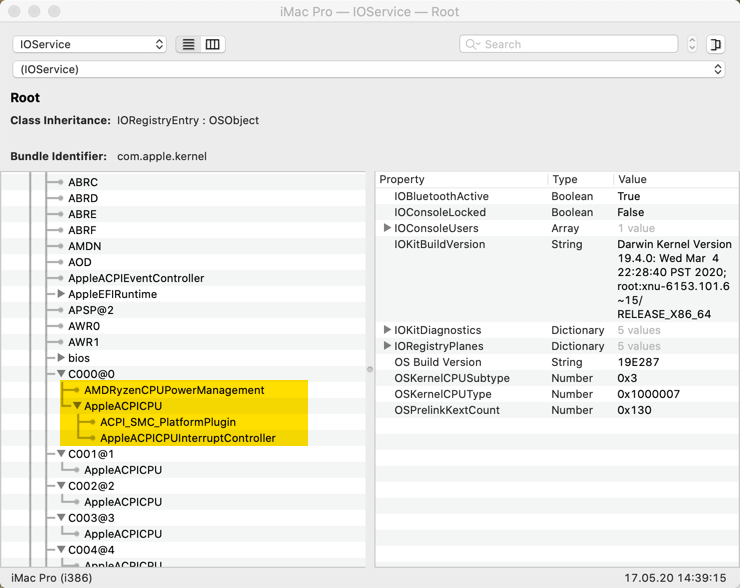 iMac Pro — IOService — Root
IOService
Search
(IOService)
Root
Class Inheritance: IORegistryEntry : OSObject
Bundle Identifier: com.apple.kernel
ABRC
ABRD
ABRE
ABRF
AMDN
AOD
AppleACPIEventController
AppleEFIRuntime
APSP@2
AWR0
AWR1
bios
C000@0
AMDRyzenCPUPowerManagement
AppleACPICPU
ACPI_SMC_PlatformPlugin
AppleACPICPUInterruptController
C001@1
AppleACPICPU
C002@2
AppleACPICPU
C003@3
AppleACPICPU
C004@4
AppleACPICPU
Property Type Value
IOBluetoothActive Boolean True
IOConsoleLocked Boolean False
IOConsoleUsers Array 1 value
IOKitBuildVersion String Darwin Kernel Version
19.4.0: Wed Mar 4
22:28:40 PST 2020;
root:xnu-6153.101.6
~15/
RELEASE_X86_64
IOKitDiagnostics Dictionary 5 values
IORegistryPlanes Dictionary 5 values
OS Build Version String 19E287
OSKernelCPUSubtype Number 0x3
OSKernelCPUType Number 0x1000007
OSPrelinkKextCount Number 0x130
iMac Pro (i386)
17.05.20 14:39:15